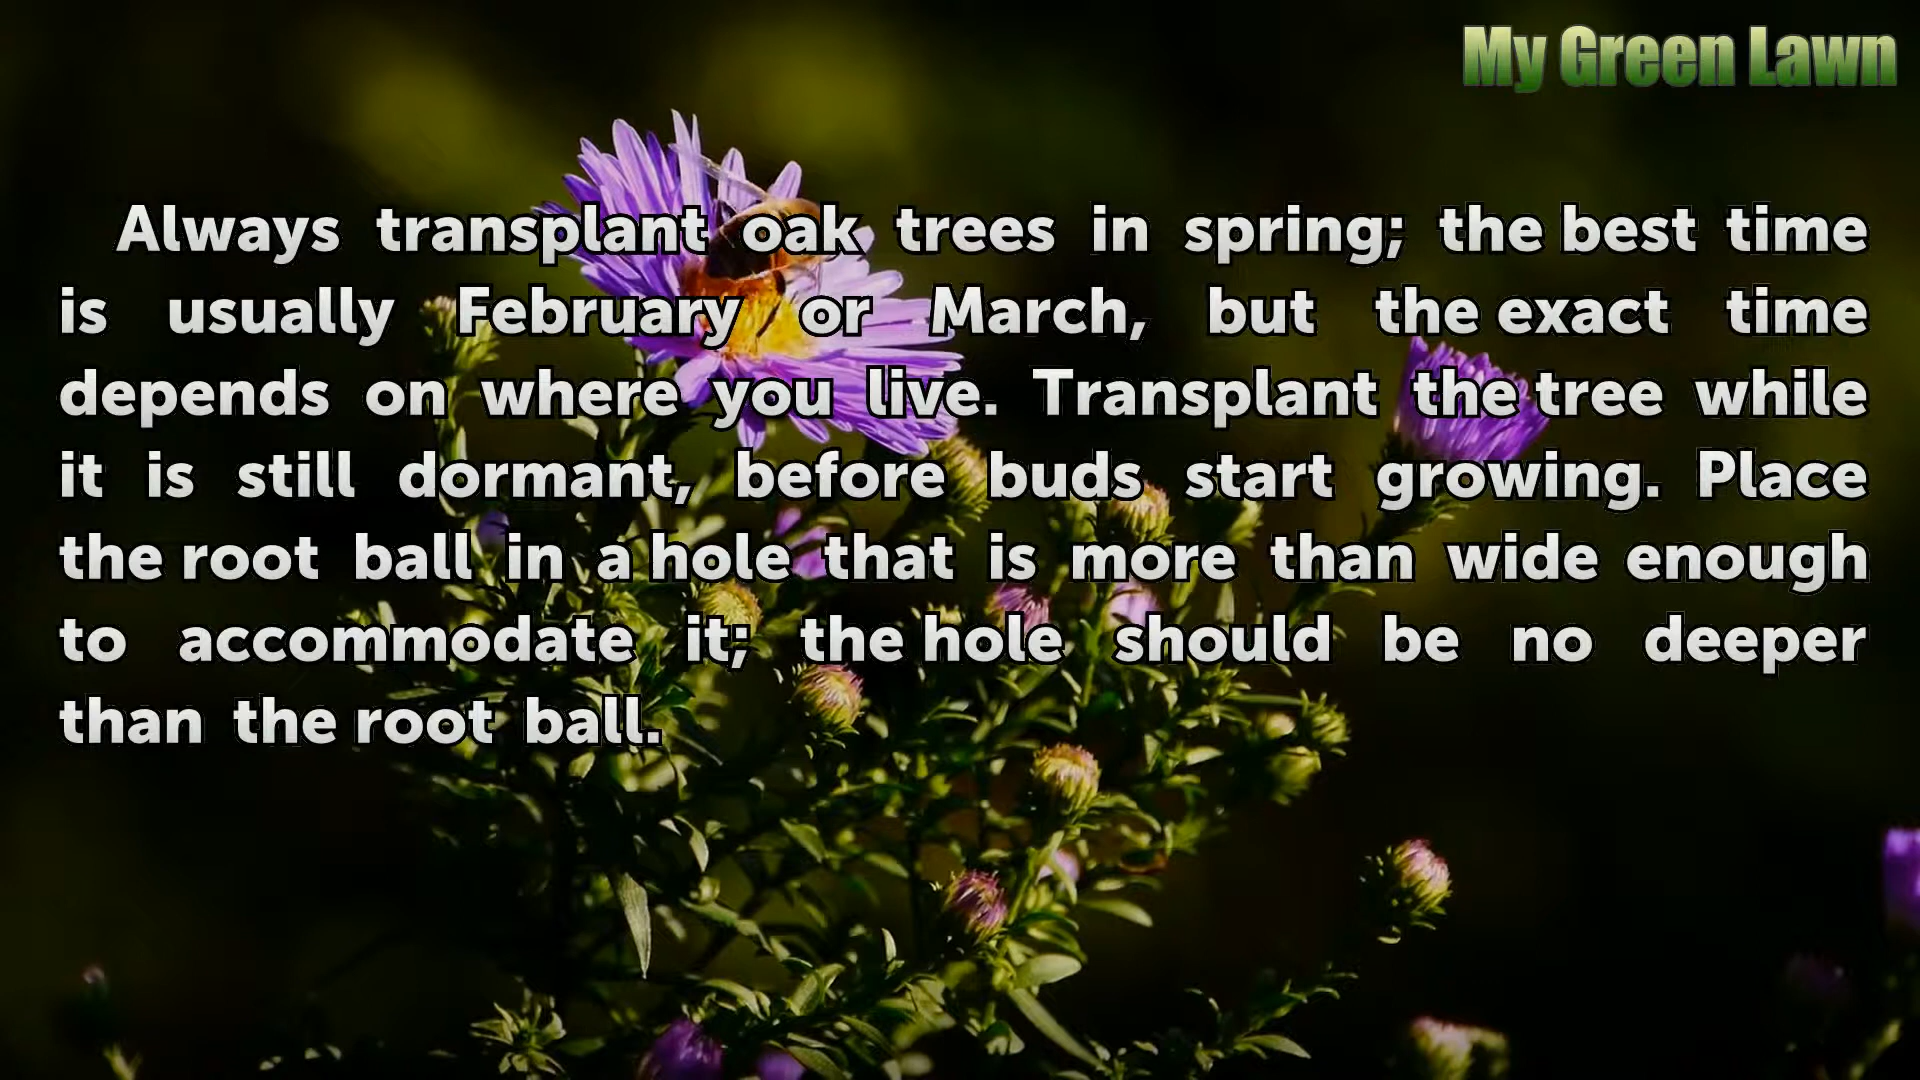 My Green Lawn
Always transplant oak trees in spring; the best time
is usually February or March, but the exact time
depends on where you live. Transplant the tree while
it is still dormant, before buds start growing. Place
the root ball in a hole that is more than wide enough
to accommodate it; the hole should be no deeper
than the root ball.